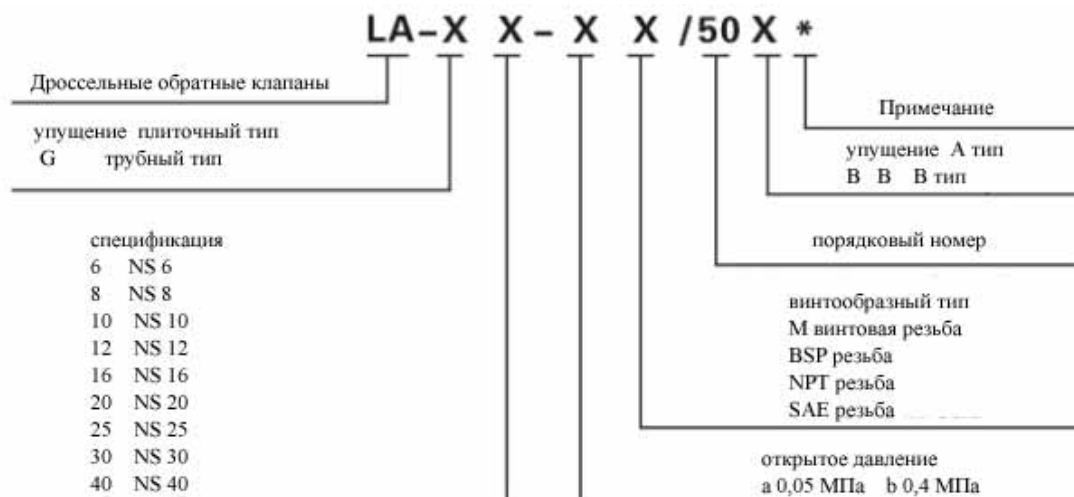 LA-X X - X X /50 X *
Дроссельные обратные клапаны
упущение плиточный тип
G трубный тип
спецификация
6 NS 6
8 NS 8
10 NS 10
12 NS 12
16 NS 16
20 NS 20
25 NS 25
30 NS 30
40 NS 40
Примечание
упущение А тип
В В В тип
порядковый номер
винтообразный тип
М винтовая резьба
BSP резьба
NPT резьба
SAE резьба
открытое давление
a 0,05 МПа b 0,4 МПа